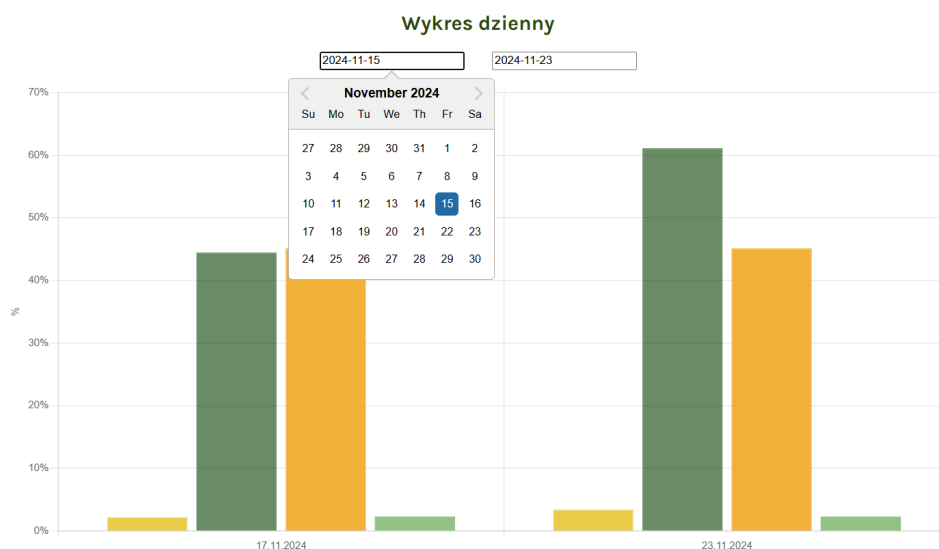 Wykres dzienny
2024-11-15 2024-11-23
November 2024
Su Mo Tu We Th Fr Sa
27 28 29 30 31 1 2
3 4 5 6 7 8 9
10 11 12 13 14 15 16
17 18 19 20 21 22 23
24 25 26 27 28 29 30
70%
60%
50%
40%
%
30%
20%
10%
0%
17.11.2024 23.11.2024